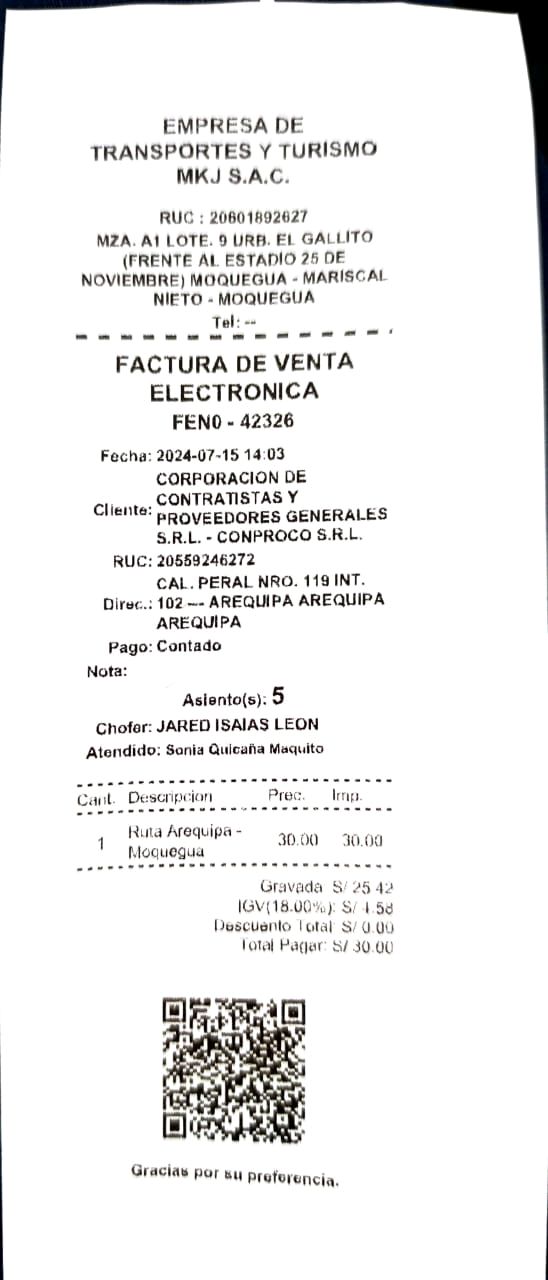 EMPRESA DE
TRANSPORTES Y TURISMO
MKJ S.A.C.
RUC : 20601892627
MZA. A1 LOTE. 9 URB. EL GALLITO
(FRENTE AL ESTADIO 25 DE
NOVIEMBRE) MOQUEGUA - MARISCAL
NIETO - MOQUEGUA
Tel: --
FACTURA DE VENTA
ELECTRONICA
FEN0 - 42326
Fecha: 2024-07-15 14:03
CORPORACION DE
CONTRATISTAS Y
Cliente: PROVEEDORES GENERALES
S.R.L. - CONPROCO S.R.L.
RUC: 20559246272
CAL. PERAL NRO. 119 INT.
Direc.: 102 --- AREQUIPA AREQUIPA
AREQUIPA
Pago: Contado
Nota:
Asiento(s): 5
Chofer: JARED ISAIAS LEON
Atendido: Sonia Quicaña Maquito
Cant. Descripcion Prec. Imp.
1 Ruta Arequipa - Moquegua 30.00 30.00
Gravada S/ 25.42
IGV(18.00%): S/ 4.58
Descuento Total S/ 0.00
Total Pagar: S/ 30.00
Gracias por su preferencia.